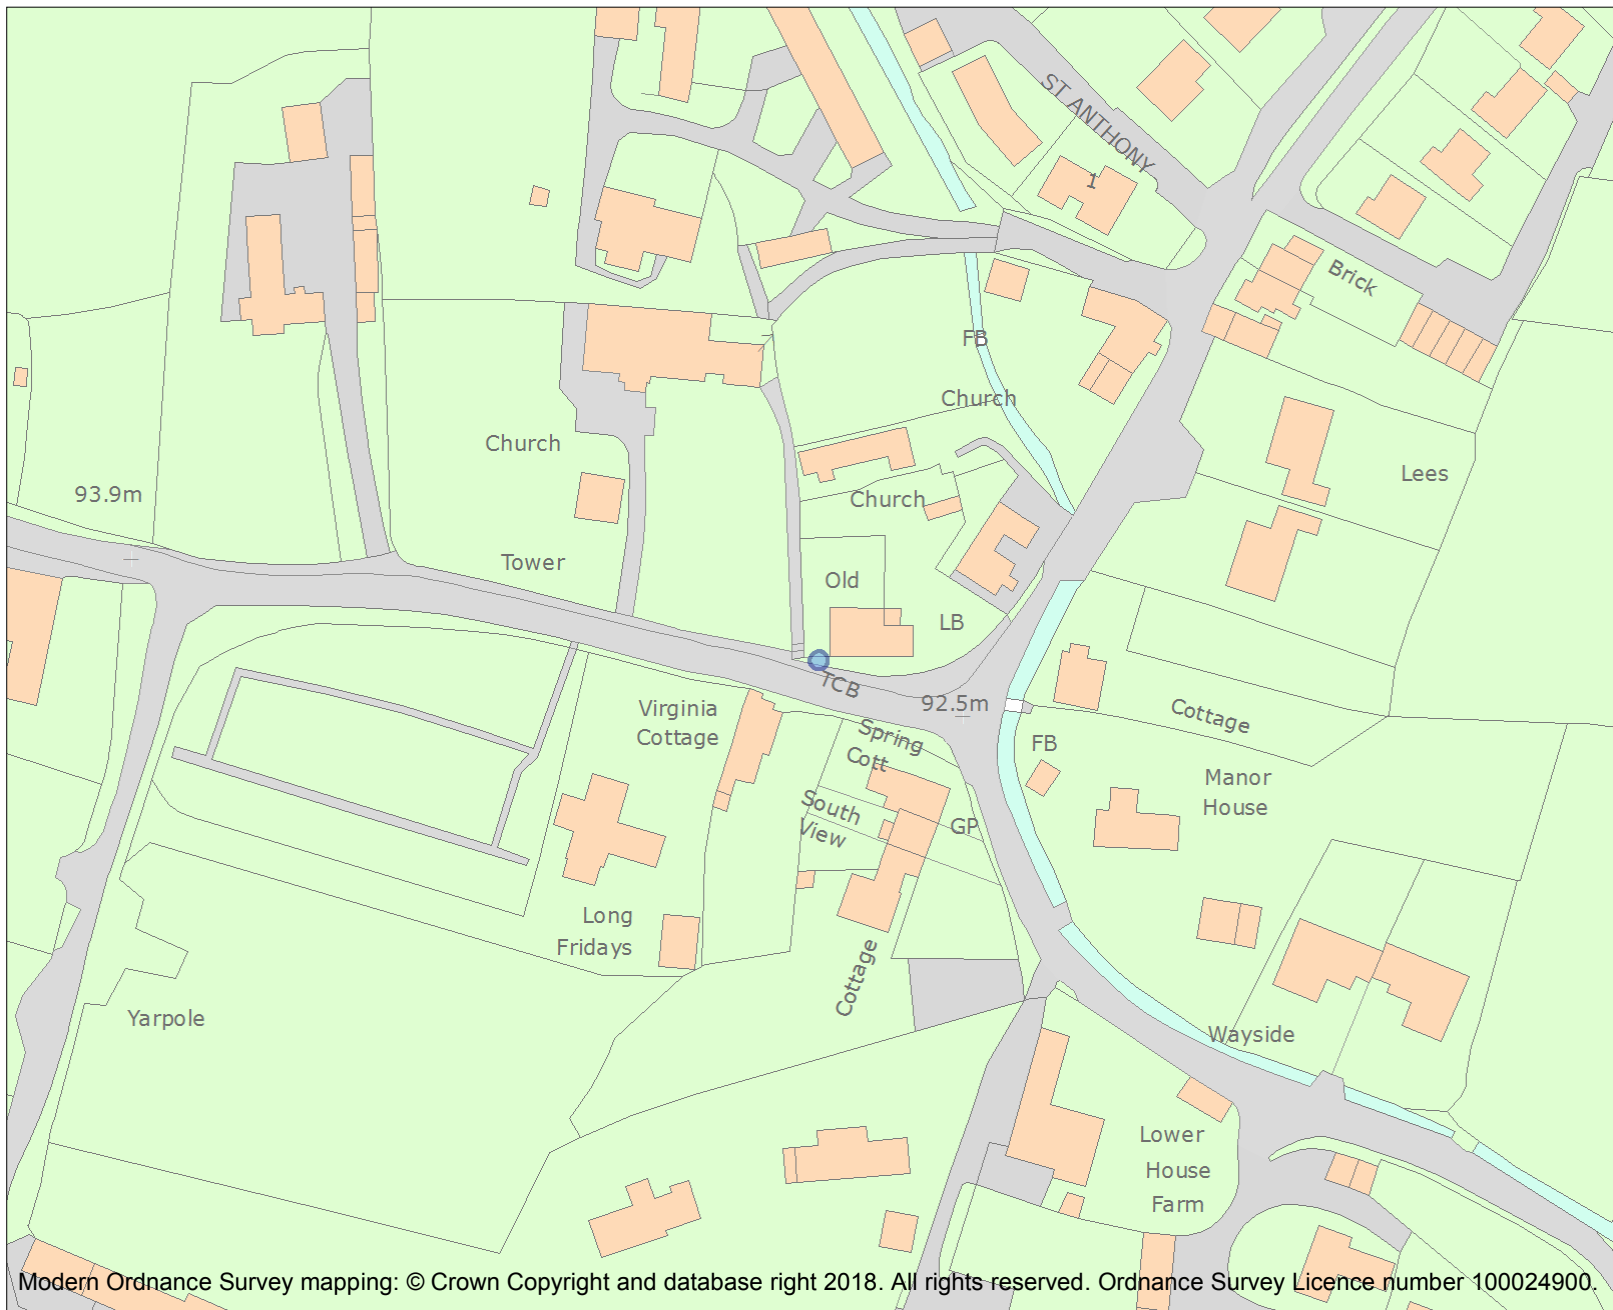 ST ANTHONY
1
Brick
FB
Church
Church
Lees
93.9m
Church
Tower
Old
LB
TCB
92.5m
Virginia
Cottage
Spring
Cott
Cottage
FB
Manor
House
South
View
GP
Long
Fridays
Cottage
Yarpole
Wayside
Lower
House
Farm
Modern Ordnance Survey mapping: © Crown Copyright and database right 2018. All rights reserved. Ordnance Survey Licence number 100024900.